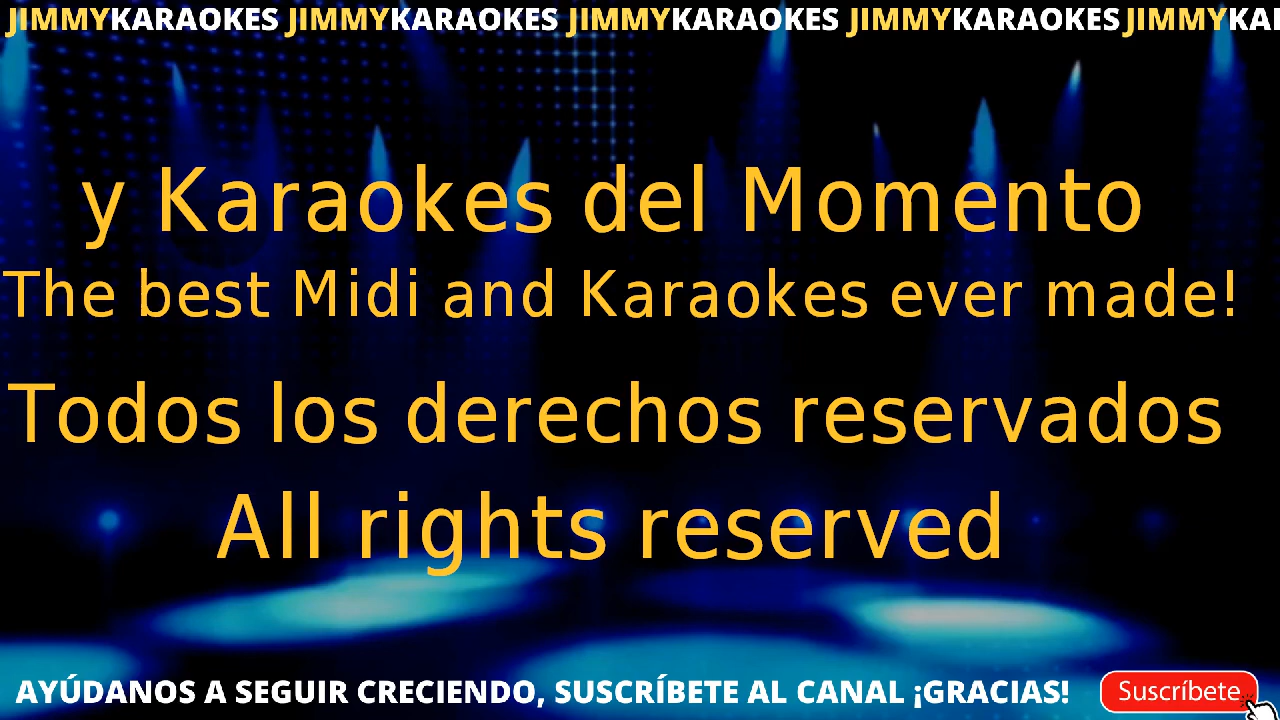 JIMMYKARAOKES JIMMYKARAOKES JIMMYKARAOKES JIMMYKARAOKES JIMMYKA
y Karaokes del Momento
The best Midi and Karaokes ever made!
Todos los derechos reservados
All rights reserved
AYÚDANOS A SEGUIR CRECIENDO, SUSCRÍBETE AL CANAL ¡GRACIAS! Suscríbete